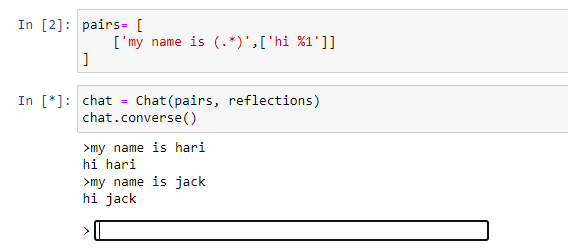 In [2]: pairs= [
['my name is (.*)',['hi %1']]
]
In [*]: chat = Chat(pairs, reflections)
chat.converse()
>my name is hari
hi hari
>my name is jack
hi jack
>